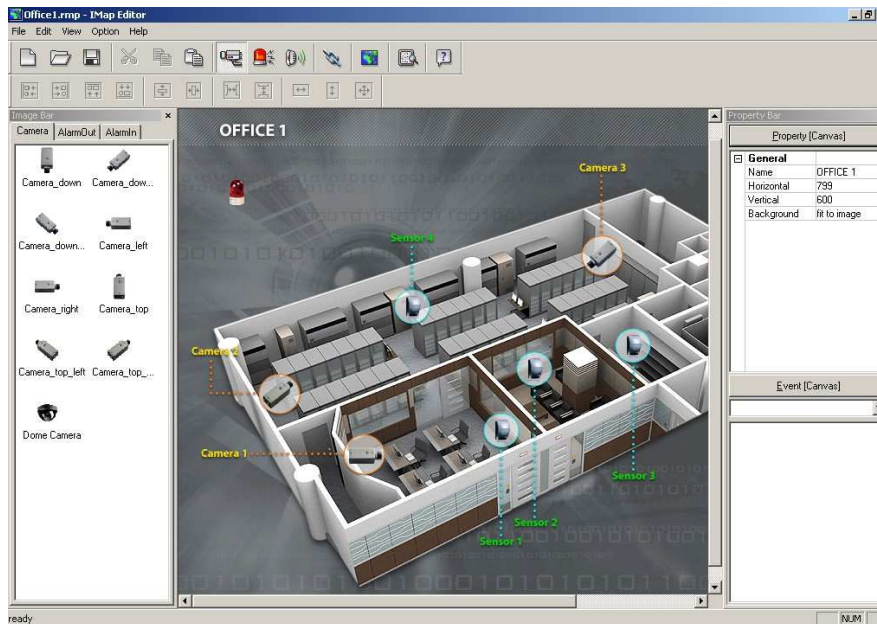 Office1.rmp - IMap Editor
File Edit View Option Help
Image Bar
Property Bar
Camera AlarmOut AlarmIn
Camera_down Camera_dow...
Camera_down... Camera_left
Camera_right Camera_top
Camera_top_left Camera_top_...
Dome Camera
OFFICE 1
Camera 3
Sensor 4
Camera 2
Camera 1
Sensor 3
Sensor 2
Sensor 1
Property [Canvas]
General
Name OFFICE 1
Horizontal 799
Vertical 600
Background fit to image
Event [Canvas]
ready
NUM